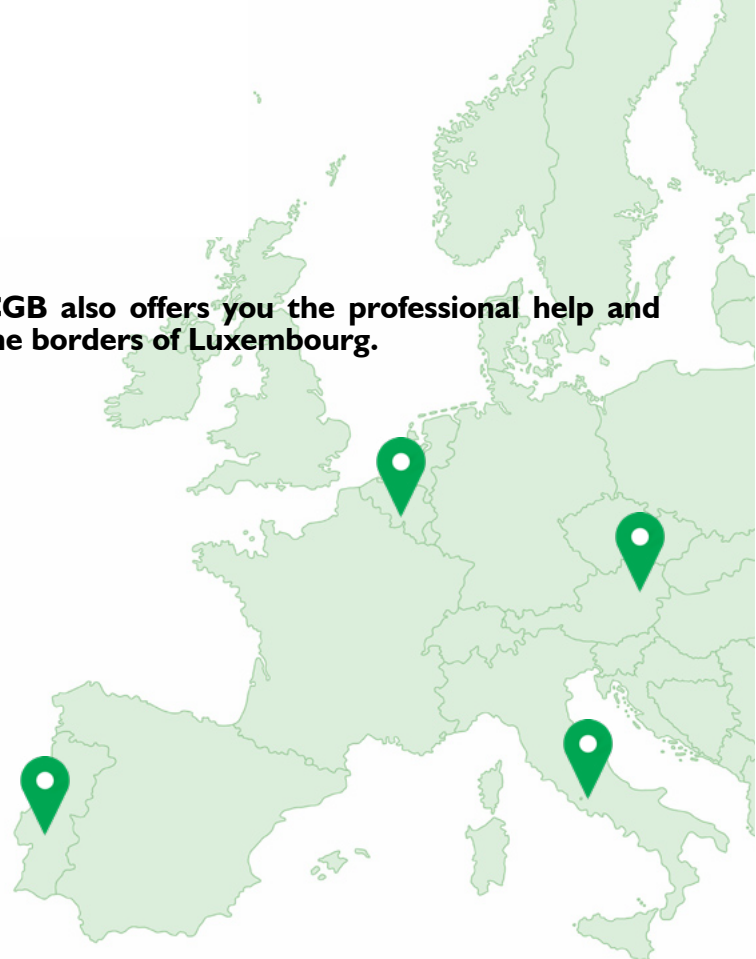 GB also offers you the professional help and
he borders of Luxembourg.